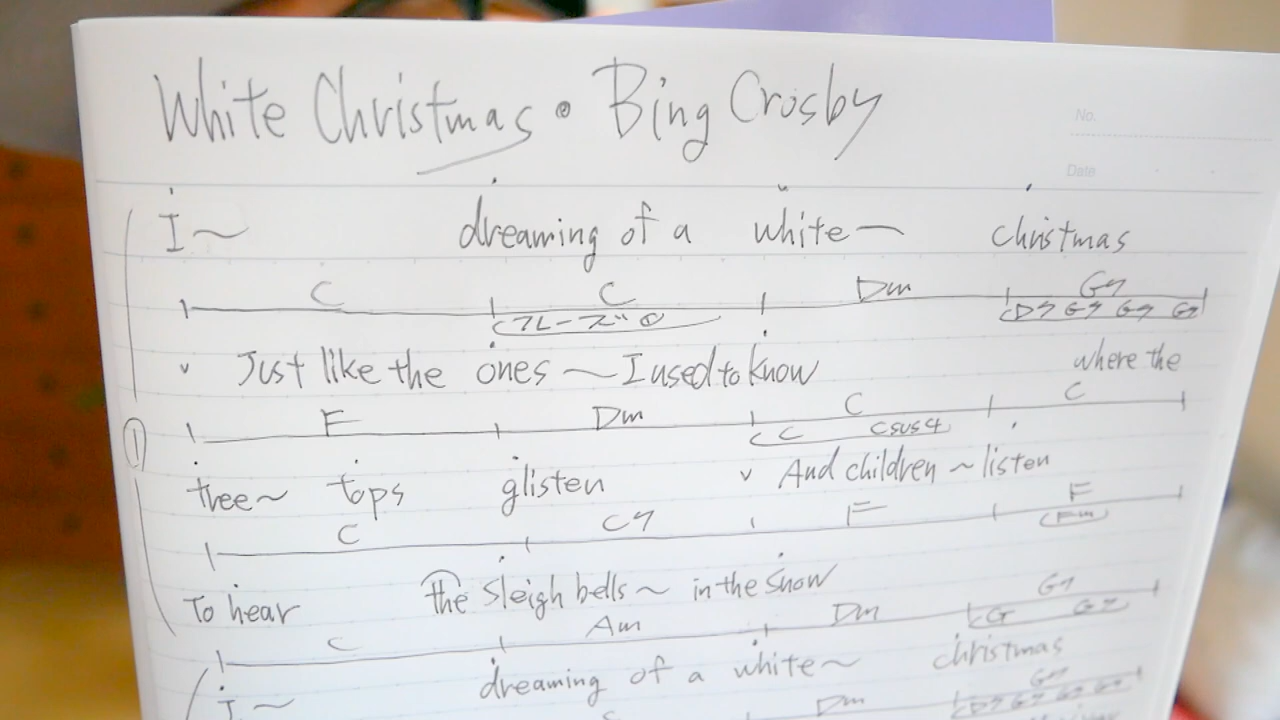 White Christmas • Bing Crosby
No.
Date
I~ dreaming of a white~ christmas
C C Dm G7
(フレーズ①) (D7 G7 G7 G7)
Just like the ones ~ I used to know where the
F Dm C C
(C Csus4)
①
tree~ tops glisten And children ~ listen
C C7 F F
(Fm)
To hear the sleigh bells ~ in the snow
C Am Dm G7
(G G7)
I~ dreaming of a white~ christmas
Dm G7
(D7 G7 G7 G7)